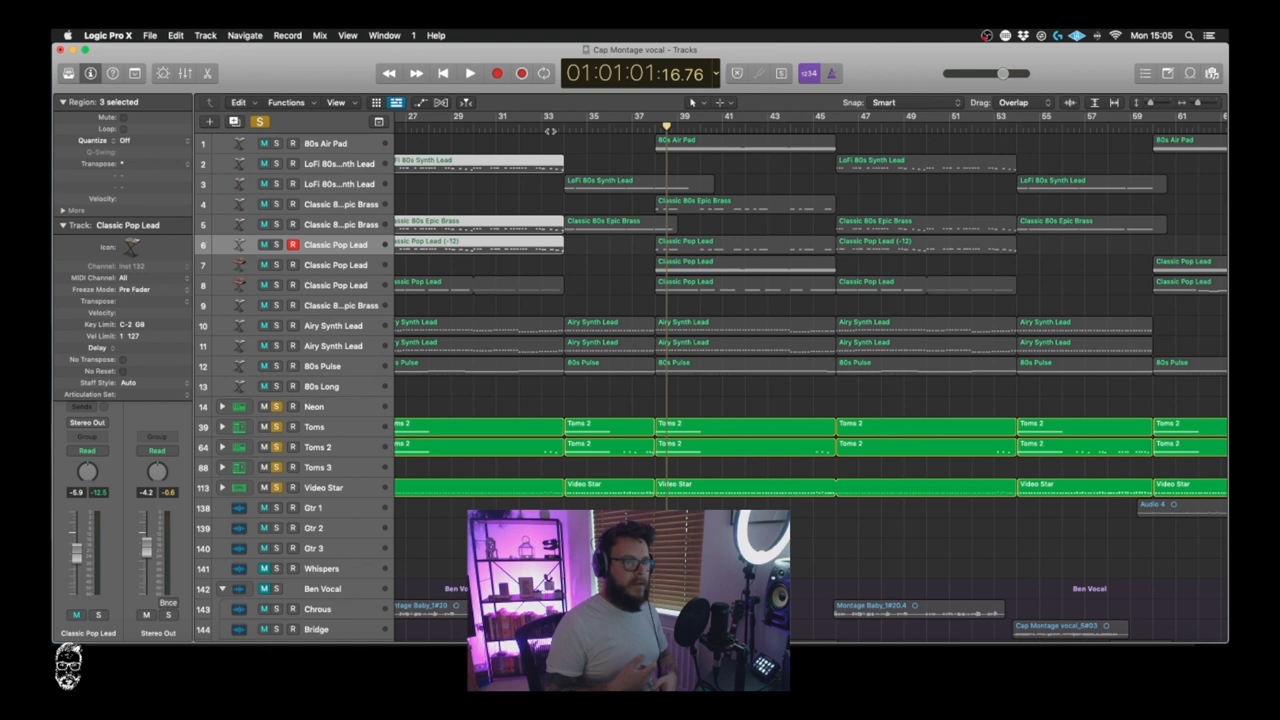 Logic Pro X File Edit Track Navigate Record Mix View Window 1 Help Mon 15:05
Cap Montage vocal - Tracks
01:01:01:16.76 1234
Region: 3 selected Edit Functions View Snap: Smart Drag: Overlap
Mute:
Loop:
Quantize Off
Q-Swing:
Transpose:
Velocity:
More
Track: Classic Pop Lead
Icon:
Channel: Inst 132
MIDI Channel: All
Freeze Mode: Pre Fader
Transpose:
Velocity:
Key Limit: C-2 G8
Vel Limit: 1 127
Delay
No Transpose:
No Reset:
Staff Style: Auto
Articulation Set:
Sends
Stereo Out
Group Group
Read Read
-5.9 -12.5 -4.2 -0.6
Bnce
M S M S
Classic Pop Lead Stereo Out
S 27 29 31 33 35 37 39 41 43 45 47 49 51 53 55 57 59 61
1 M S R 80s Air Pad 80s Air Pad 80s Air Pad
2 M S R LoFi 80s...nth Lead Fi 80s Synth Lead LoFi 80s Synth Lead
3 M S R LoFi 80s...nth Lead LoFi 80s Synth Lead LoFi 80s Synth Lead
4 M S R Classic 8...pic Brass Classic 80s Epic Brass
5 M S R Classic 8...pic Brass lassic 80s Epic Brass Classic 80s Epic Brass Classic 80s Epic Brass Classic 80s Epic Brass
6 M S R Classic Pop Lead lassic Pop Lead (-12) Classic Pop Lead Classic Pop Lead (-12)
7 M S R Classic Pop Lead Classic Pop Lead Classic Pop Lead
8 M S R Classic Pop Lead assic Pop Lead Classic Pop Lead Classic Pop Lead Classic Pop Lead
9 M S R Classic 8...pic Brass
10 M S R Airy Synth Lead y Synth Lead Airy Synth Lead Airy Synth Lead Airy Synth Lead Airy Synth Lead
11 M S R Airy Synth Lead y Synth Lead Airy Synth Lead Airy Synth Lead Airy Synth Lead Airy Synth Lead
12 M S R 80s Pulse s Pulse 80s Pulse 80s Pulse 80s Pulse 80s Pulse 80s Pulse
13 M S R 80s Long
14 M S R Neon
39 M S R Toms ms 2 Toms 2 Toms 2 Toms 2 Toms 2 Toms 2
64 M S R Toms 2 ms 2 Toms 2 Toms 2 Toms 2 Toms 2 Toms 2
88 M S R Toms 3
113 M S R Video Star Video Star Video Star Video Star Video Star
138 M S R Gtr 1 Audio 4
139 M S R Gtr 2
140 M S R Gtr 3
141 M S R Whispers
142 M S Ben Vocal Ben Vo Ben Vocal
143 M S R Chrous ntage Baby_1#20 Montage Baby_1#20.4
144 M S R Bridge Cap Montage vocal_5#03